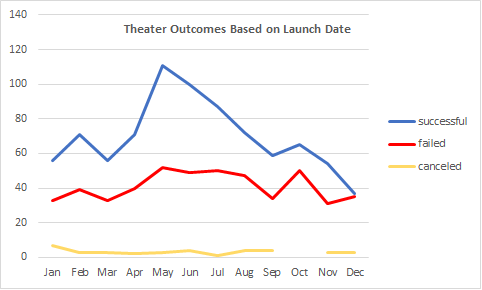 Theater Outcomes Based on Launch Date
140
120
100
80
60
40
20
0
Jan Feb Mar Apr May Jun Jul Aug Sep Oct Nov Dec
successful
failed
canceled